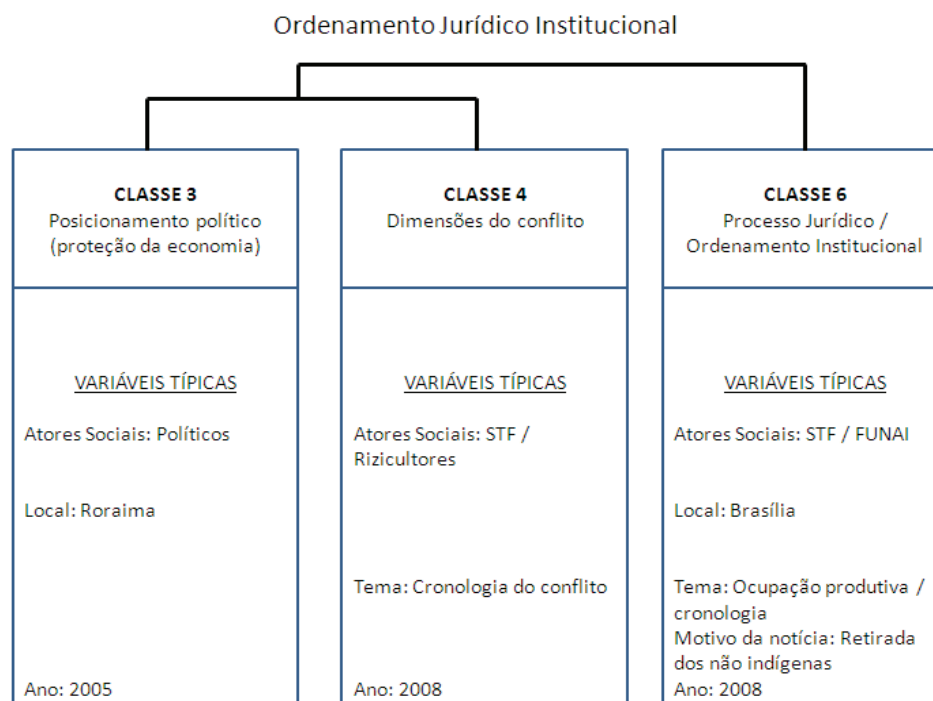 Ordenamento Jurídico Institucional
CLASSE 3
Posicionamento político
(proteção da economia)
VARIÁVEIS TÍPICAS
Atores Sociais: Políticos
Local: Roraima
Ano: 2005
CLASSE 4
Dimensões do conflito
VARIÁVEIS TÍPICAS
Atores Sociais: STF /
Rizicultores
Tema: Cronologia do conflito
Ano: 2008
CLASSE 6
Processo Jurídico /
Ordenamento Institucional
VARIÁVEIS TÍPICAS
Atores Sociais: STF / FUNAI
Local: Brasília
Tema: Ocupação produtiva /
cronologia
Motivo da notícia: Retirada
dos não indígenas
Ano: 2008